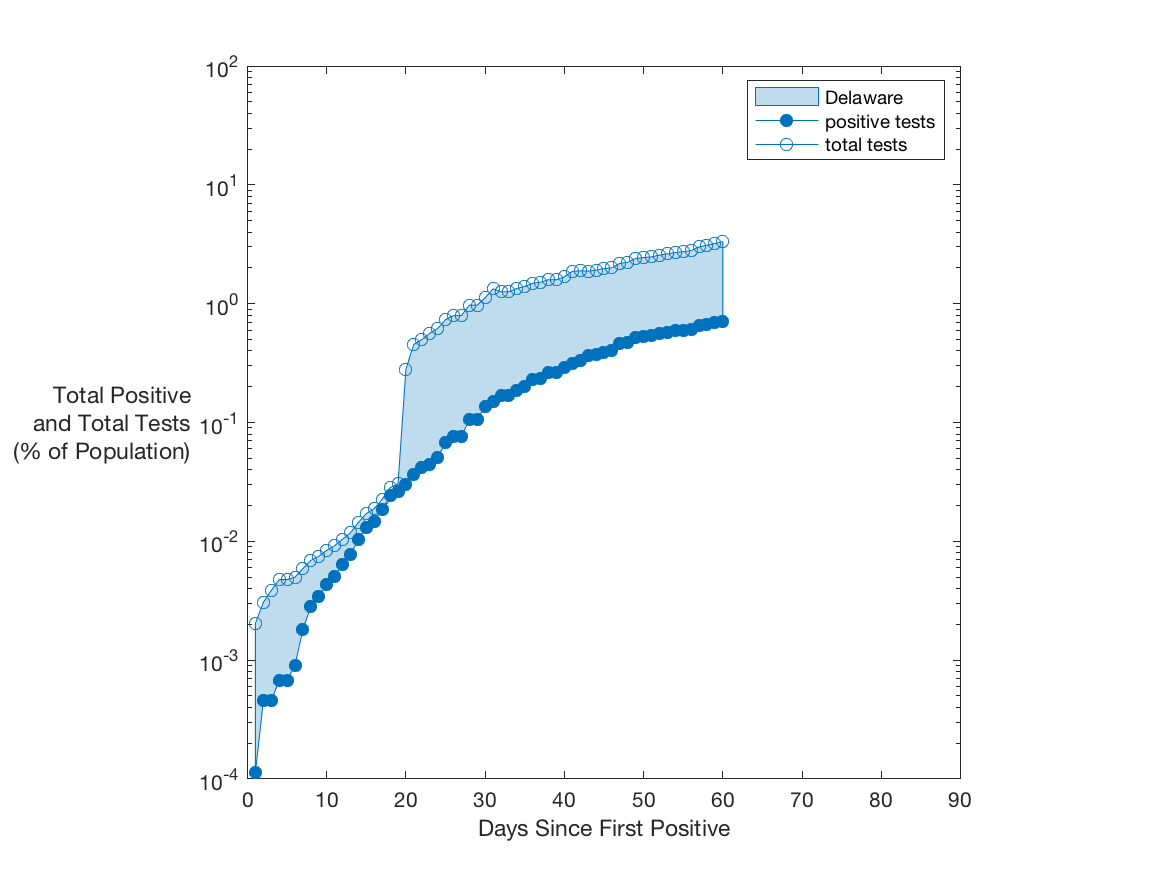 10^2
10^1
10^0
10^-1
10^-2
10^-3
10^-4
Total Positive
and Total Tests
(% of Population)
Delaware
positive tests
total tests
0 10 20 30 40 50 60 70 80 90
Days Since First Positive